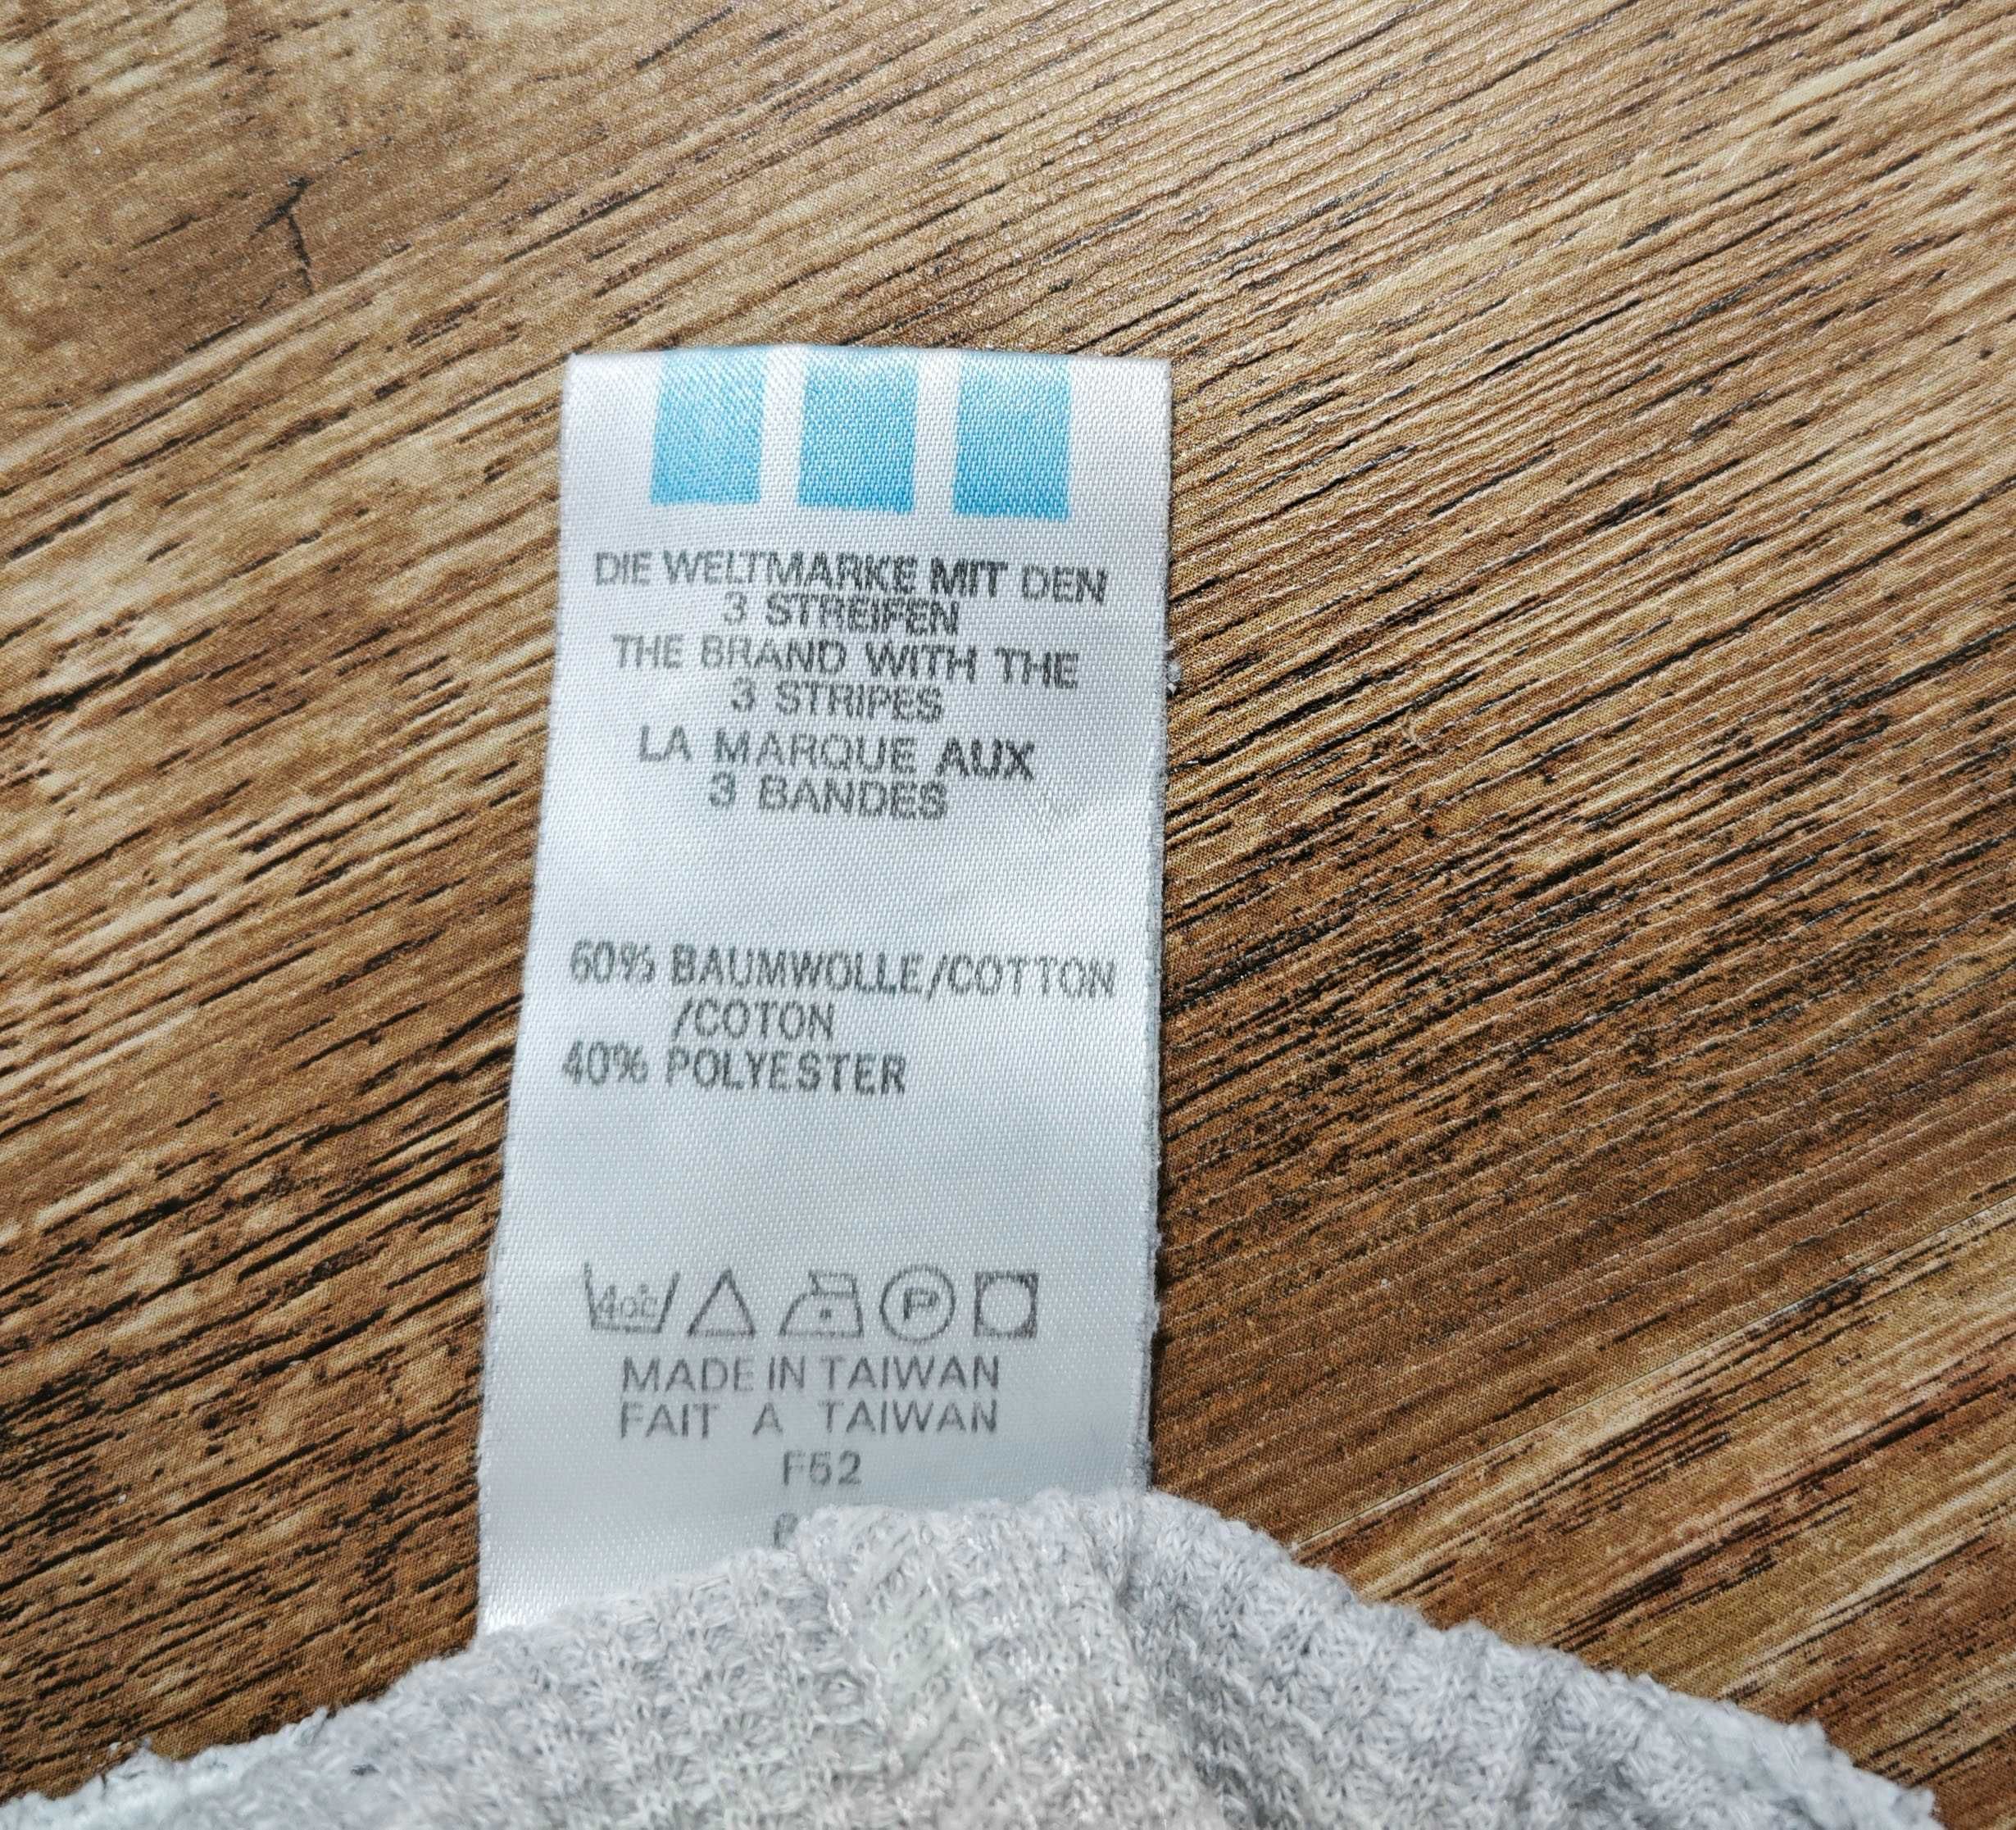 DIE WELTMARKE MIT DEN
3 STREIFEN
THE BRAND WITH THE
3 STRIPES
LA MARQUE AUX
3 BANDES
60% BAUMWOLLE/COTTON
/COTON
40% POLYESTER
40°C P
MADE IN TAIWAN
FAIT A TAIWAN
F52